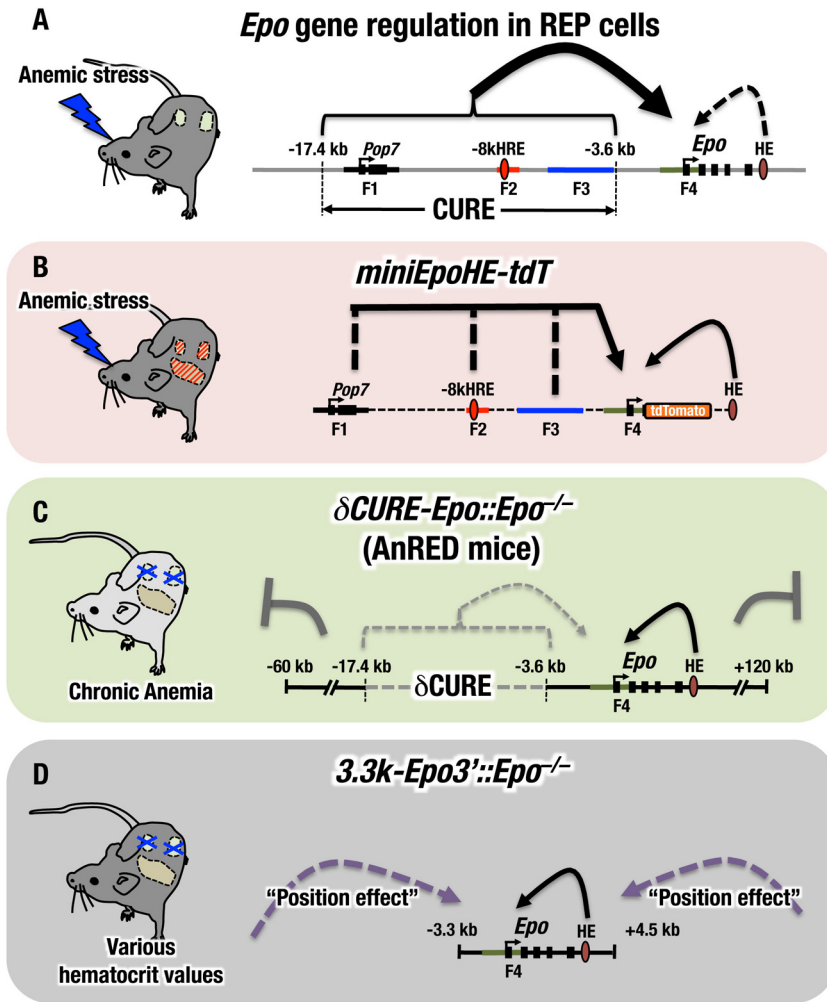 A
Epo gene regulation in REP cells
Anemic stress
-17.4 kb
Pop7
-8kHRE
-3.6 kb
Epo
HE
F1
F2
F3
F4
CURE
B
miniEpoHE-tdT
Anemic stress
Pop7
-8kHRE
HE
tdTomato
F1
F2
F3
F4
C
δCURE-Epo::Epo–/–
(AnRED mice)
-60 kb
-17.4 kb
-3.6 kb
Epo
HE
+120 kb
δCURE
F4
Chronic Anemia
D
3.3k-Epo3'::Epo–/–
"Position effect"
"Position effect"
-3.3 kb
Epo
HE
+4.5 kb
F4
Various
hematocrit values